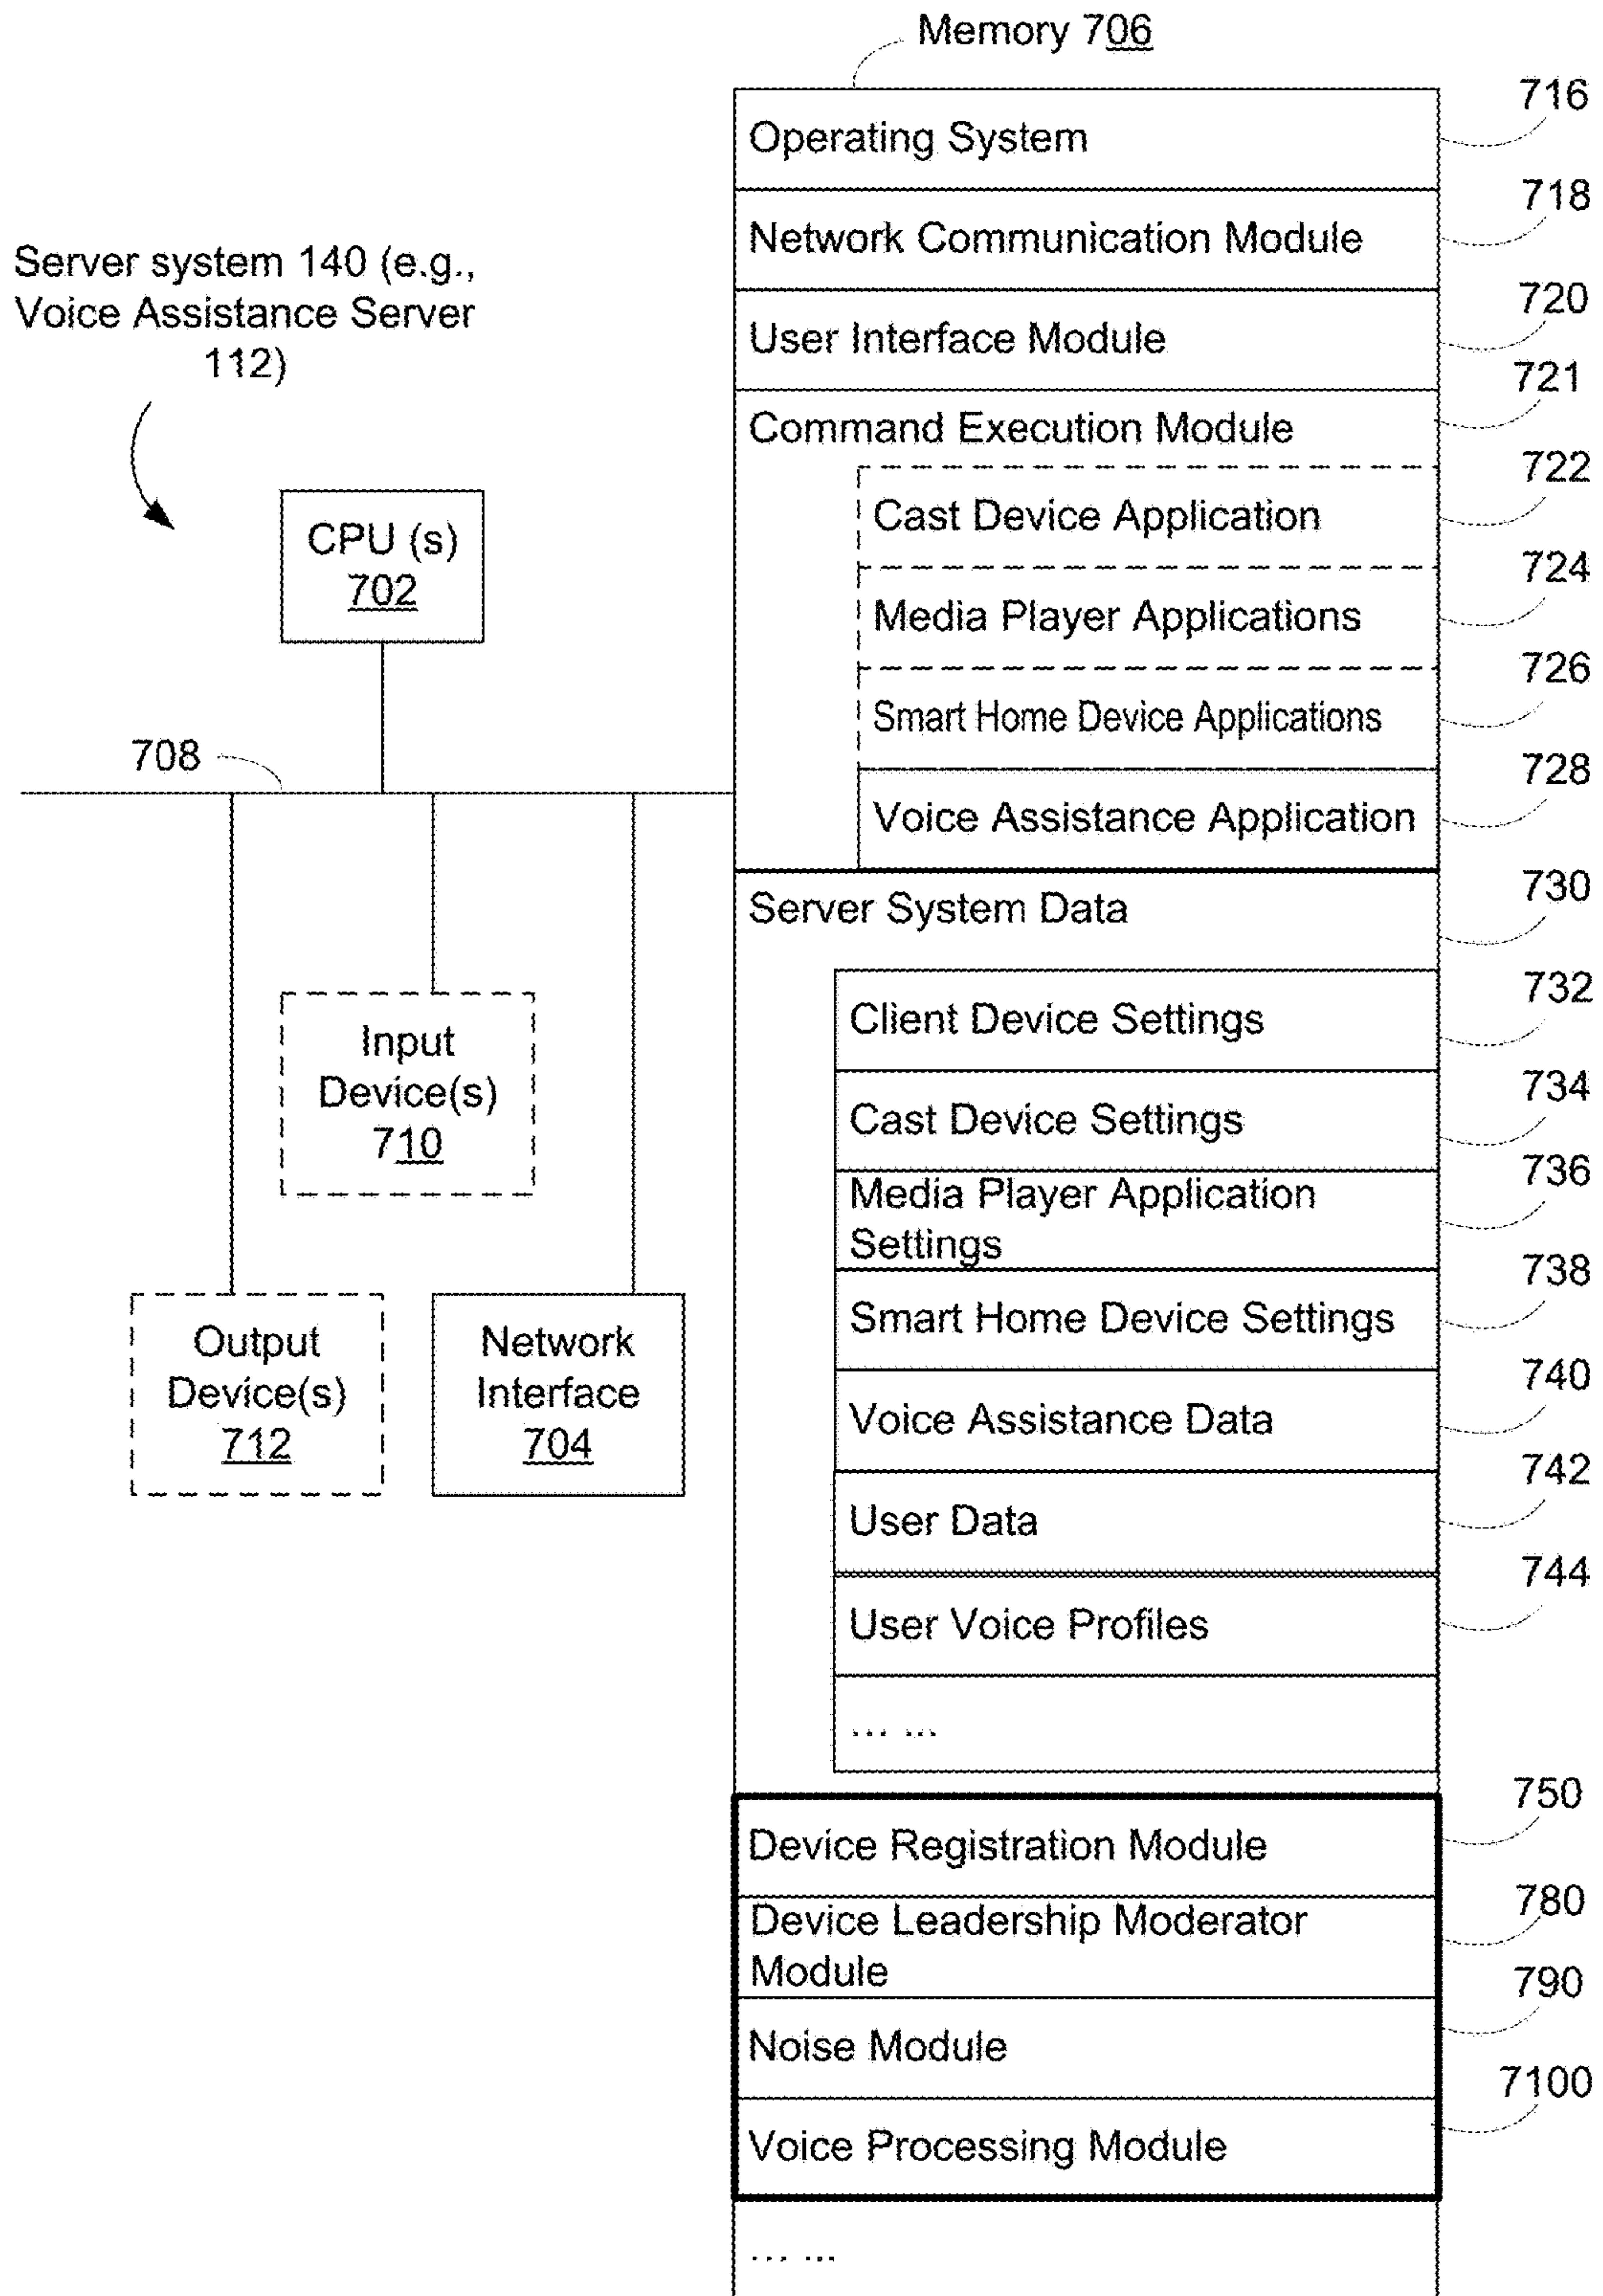 Memory 706
Server system 140 (e.g.,
Voice Assistance Server
112)
CPU (s)
702
708
Input
Device(s)
710
Output
Device(s)
712
Network
Interface
704
Operating System
716
Network Communication Module
718
User Interface Module
720
Command Execution Module
721
Cast Device Application
722
Media Player Applications
724
Smart Home Device Applications
726
Voice Assistance Application
728
Server System Data
730
Client Device Settings
732
Cast Device Settings
734
Media Player Application
Settings
736
Smart Home Device Settings
738
Voice Assistance Data
740
User Data
742
User Voice Profiles
744
... ...
Device Registration Module
750
Device Leadership Moderator
Module
780
Noise Module
790
Voice Processing Module
7100
... ...